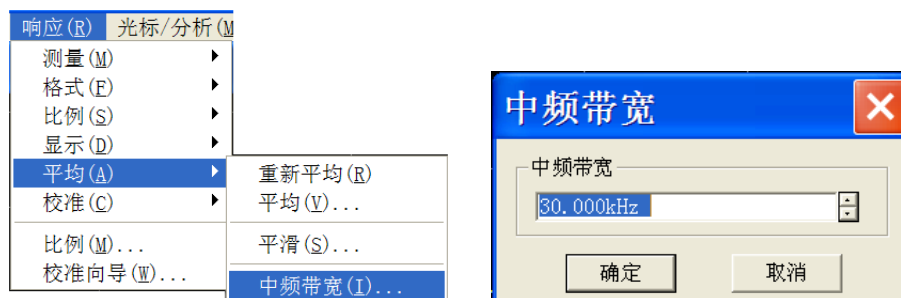 响应(R) 光标/分析(M
测量(M)
格式(F)
比例(S)
显示(D)
平均(A)
校准(C)
比例(M)...
校准向导(W)...
重新平均(R)
平均(V)...
平滑(S)...
中频带宽(I)...
中频带宽
中频带宽
30.000kHz
确定 取消